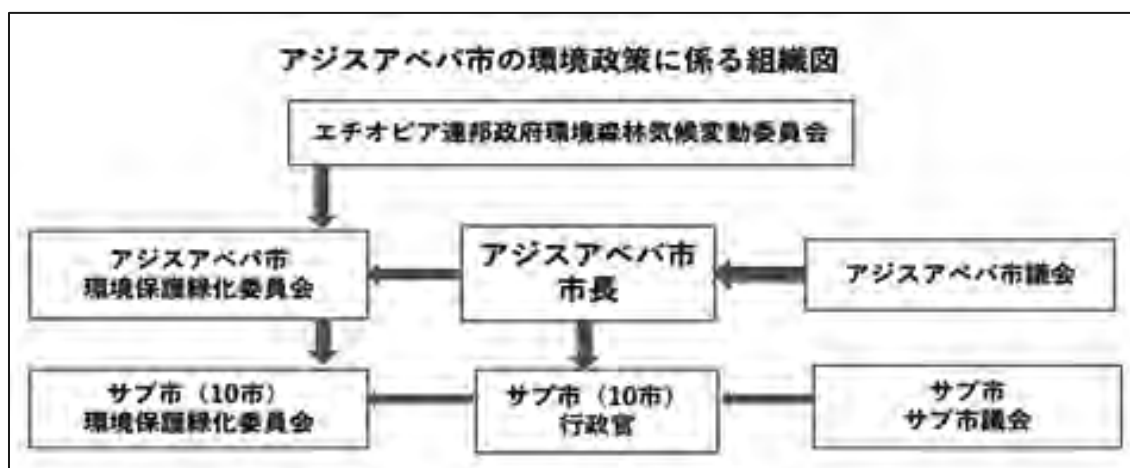 アジスアベバ市の環境政策に係る組織図
エチオピア連邦政府環境森林気候変動委員会
アジスアベバ市
環境保護緑化委員会
アジスアベバ市
市長
アジスアベバ市議会
サブ市（10市）
環境保護緑化委員会
サブ市（10市）
行政官
サブ市
サブ市議会